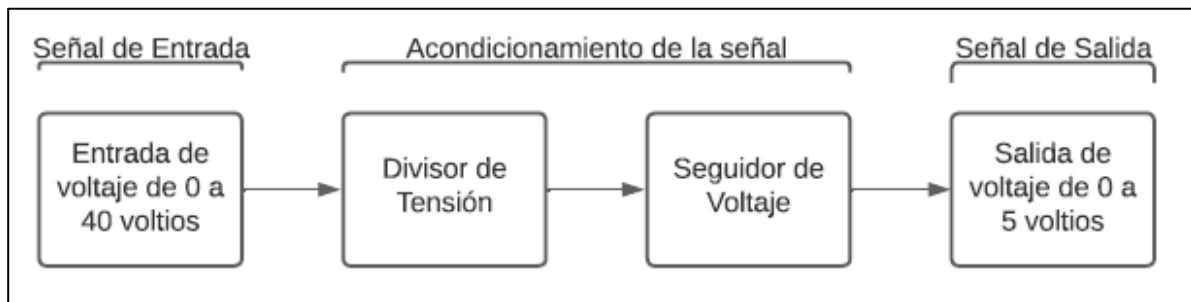 Señal de Entrada
Acondicionamiento de la señal
Señal de Salida
Entrada de
voltaje de 0 a
40 voltios
Divisor de
Tensión
Seguidor de
Voltaje
Salida de
voltaje de 0 a
5 voltios